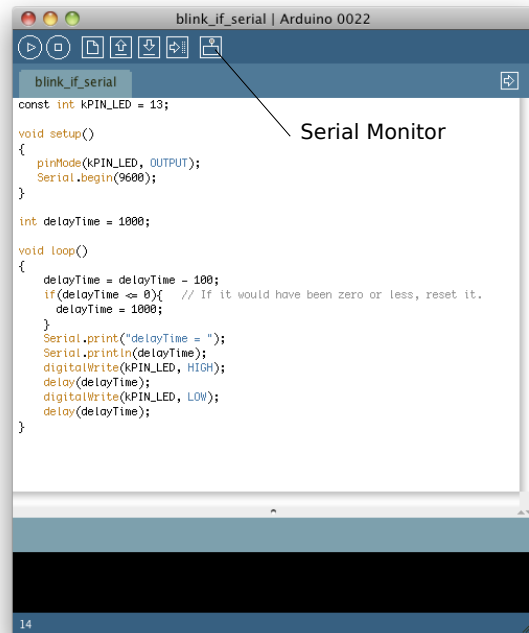 blink_if_serial | Arduino 0022
blink_if_serial
Serial Monitor
const int kPIN_LED = 13;
void setup()
{
pinMode(kPIN_LED, OUTPUT);
Serial.begin(9600);
}
int delayTime = 1000;
void loop()
{
delayTime = delayTime - 100;
if(delayTime <= 0){ // If it would have been zero or less, reset it.
delayTime = 1000;
}
Serial.print("delayTime = ");
Serial.println(delayTime);
digitalWrite(kPIN_LED, HIGH);
delay(delayTime);
digitalWrite(kPIN_LED, LOW);
delay(delayTime);
}
14